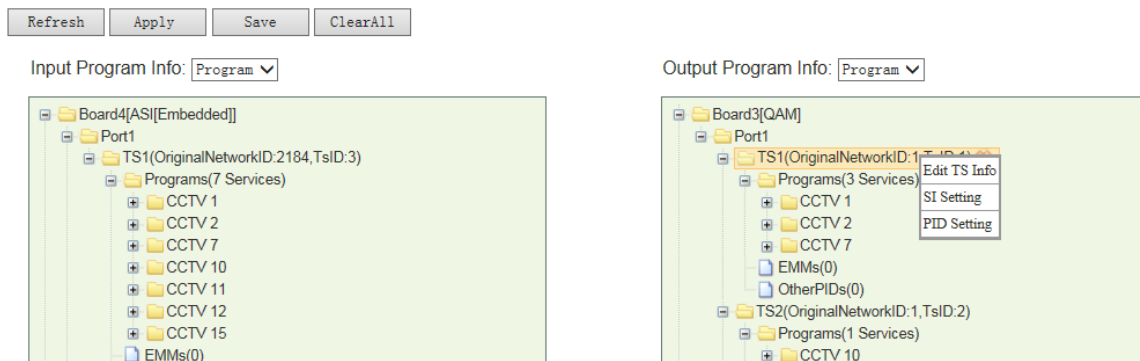 Refresh
Apply
Save
ClearAll
Input Program Info: Program
Board4[ASI[Embedded]]
Port1
TS1(OriginalNetworkID:2184,TsID:3)
Programs(7 Services)
CCTV 1
CCTV 2
CCTV 7
CCTV 10
CCTV 11
CCTV 12
CCTV 15
EMMs(0)
Output Program Info: Program
Board3[QAM]
Port1
TS1(OriginalNetworkID:1,TsID:1)
Edit TS Info
SI Setting
PID Setting
Programs(3 Services)
CCTV 1
CCTV 2
CCTV 7
EMMs(0)
OtherPIDs(0)
TS2(OriginalNetworkID:1,TsID:2)
Programs(1 Services)
CCTV 10